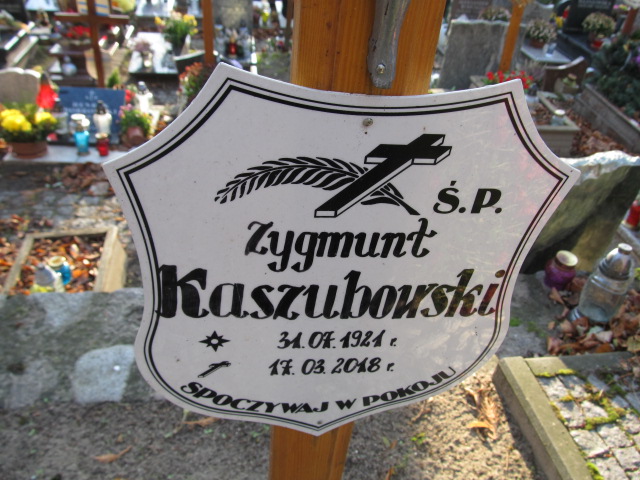 Ś.P.
Zygmunt
Kaszubowski
31.07.1921 r.
17.03.2018 r.
SPOCZYWAJ W POKOJU